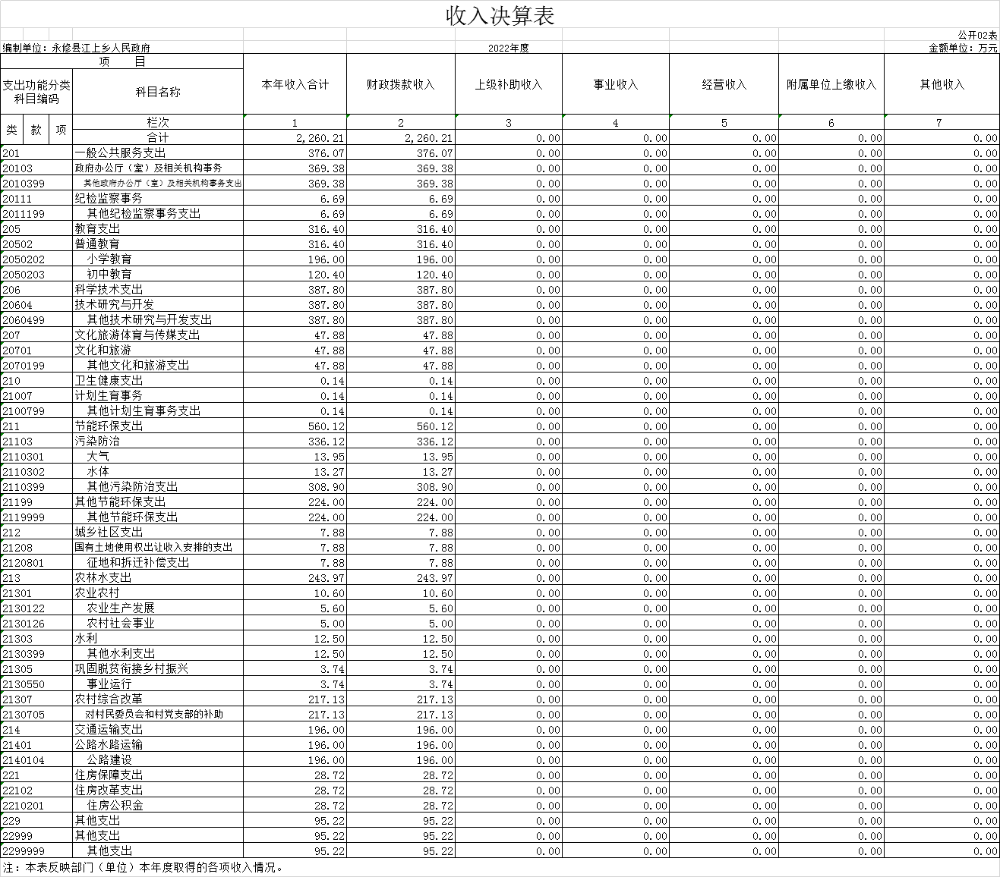 收入决算表
公开02表
编制单位：永修县江上乡人民政府 2022年度 金额单位：万元
项 目 本年收入合计 财政拨款收入 上级补助收入 事业收入 经营收入 附属单位上缴收入 其他收入
支出功能分类科目编码 科目名称
类 款 项 栏次 1 2 3 4 5 6 7
合计 2,260.21 2,260.21 0.00 0.00 0.00 0.00 0.00
201 一般公共服务支出 376.07 376.07 0.00 0.00 0.00 0.00 0.00
20103 政府办公厅（室）及相关机构事务 369.38 369.38 0.00 0.00 0.00 0.00 0.00
2010399 其他政府办公厅（室）及相关机构事务支出 369.38 369.38 0.00 0.00 0.00 0.00 0.00
20111 纪检监察事务 6.69 6.69 0.00 0.00 0.00 0.00 0.00
2011199 其他纪检监察事务支出 6.69 6.69 0.00 0.00 0.00 0.00 0.00
205 教育支出 316.40 316.40 0.00 0.00 0.00 0.00 0.00
20502 普通教育 316.40 316.40 0.00 0.00 0.00 0.00 0.00
2050202 小学教育 196.00 196.00 0.00 0.00 0.00 0.00 0.00
2050203 初中教育 120.40 120.40 0.00 0.00 0.00 0.00 0.00
206 科学技术支出 387.80 387.80 0.00 0.00 0.00 0.00 0.00
20604 技术研究与开发 387.80 387.80 0.00 0.00 0.00 0.00 0.00
2060499 其他技术研究与开发支出 387.80 387.80 0.00 0.00 0.00 0.00 0.00
207 文化旅游体育与传媒支出 47.88 47.88 0.00 0.00 0.00 0.00 0.00
20701 文化和旅游 47.88 47.88 0.00 0.00 0.00 0.00 0.00
2070199 其他文化和旅游支出 47.88 47.88 0.00 0.00 0.00 0.00 0.00
210 卫生健康支出 0.14 0.14 0.00 0.00 0.00 0.00 0.00
21007 计划生育事务 0.14 0.14 0.00 0.00 0.00 0.00 0.00
2100799 其他计划生育事务支出 0.14 0.14 0.00 0.00 0.00 0.00 0.00
211 节能环保支出 560.12 560.12 0.00 0.00 0.00 0.00 0.00
21103 污染防治 336.12 336.12 0.00 0.00 0.00 0.00 0.00
2110301 大气 13.95 13.95 0.00 0.00 0.00 0.00 0.00
2110302 水体 13.27 13.27 0.00 0.00 0.00 0.00 0.00
2110399 其他污染防治支出 308.90 308.90 0.00 0.00 0.00 0.00 0.00
21199 其他节能环保支出 224.00 224.00 0.00 0.00 0.00 0.00 0.00
2119999 其他节能环保支出 224.00 224.00 0.00 0.00 0.00 0.00 0.00
212 城乡社区支出 7.88 7.88 0.00 0.00 0.00 0.00 0.00
21208 国有土地使用权出让收入安排的支出 7.88 7.88 0.00 0.00 0.00 0.00 0.00
2120801 征地和拆迁补偿支出 7.88 7.88 0.00 0.00 0.00 0.00 0.00
213 农林水支出 243.97 243.97 0.00 0.00 0.00 0.00 0.00
21301 农业农村 10.60 10.60 0.00 0.00 0.00 0.00 0.00
2130122 农业生产发展 5.60 5.60 0.00 0.00 0.00 0.00 0.00
2130126 农村社会事业 5.00 5.00 0.00 0.00 0.00 0.00 0.00
21303 水利 12.50 12.50 0.00 0.00 0.00 0.00 0.00
2130399 其他水利支出 12.50 12.50 0.00 0.00 0.00 0.00 0.00
21305 巩固脱贫衔接乡村振兴 3.74 3.74 0.00 0.00 0.00 0.00 0.00
2130550 事业运行 3.74 3.74 0.00 0.00 0.00 0.00 0.00
21307 农村综合改革 217.13 217.13 0.00 0.00 0.00 0.00 0.00
2130705 对村民委员会和村党支部的补助 217.13 217.13 0.00 0.00 0.00 0.00 0.00
214 交通运输支出 196.00 196.00 0.00 0.00 0.00 0.00 0.00
21401 公路水路运输 196.00 196.00 0.00 0.00 0.00 0.00 0.00
2140104 公路建设 196.00 196.00 0.00 0.00 0.00 0.00 0.00
221 住房保障支出 28.72 28.72 0.00 0.00 0.00 0.00 0.00
22102 住房改革支出 28.72 28.72 0.00 0.00 0.00 0.00 0.00
2210201 住房公积金 28.72 28.72 0.00 0.00 0.00 0.00 0.00
229 其他支出 95.22 95.22 0.00 0.00 0.00 0.00 0.00
22999 其他支出 95.22 95.22 0.00 0.00 0.00 0.00 0.00
2299999 其他支出 95.22 95.22 0.00 0.00 0.00 0.00 0.00
注：本表反映部门（单位）本年度取得的各项收入情况。